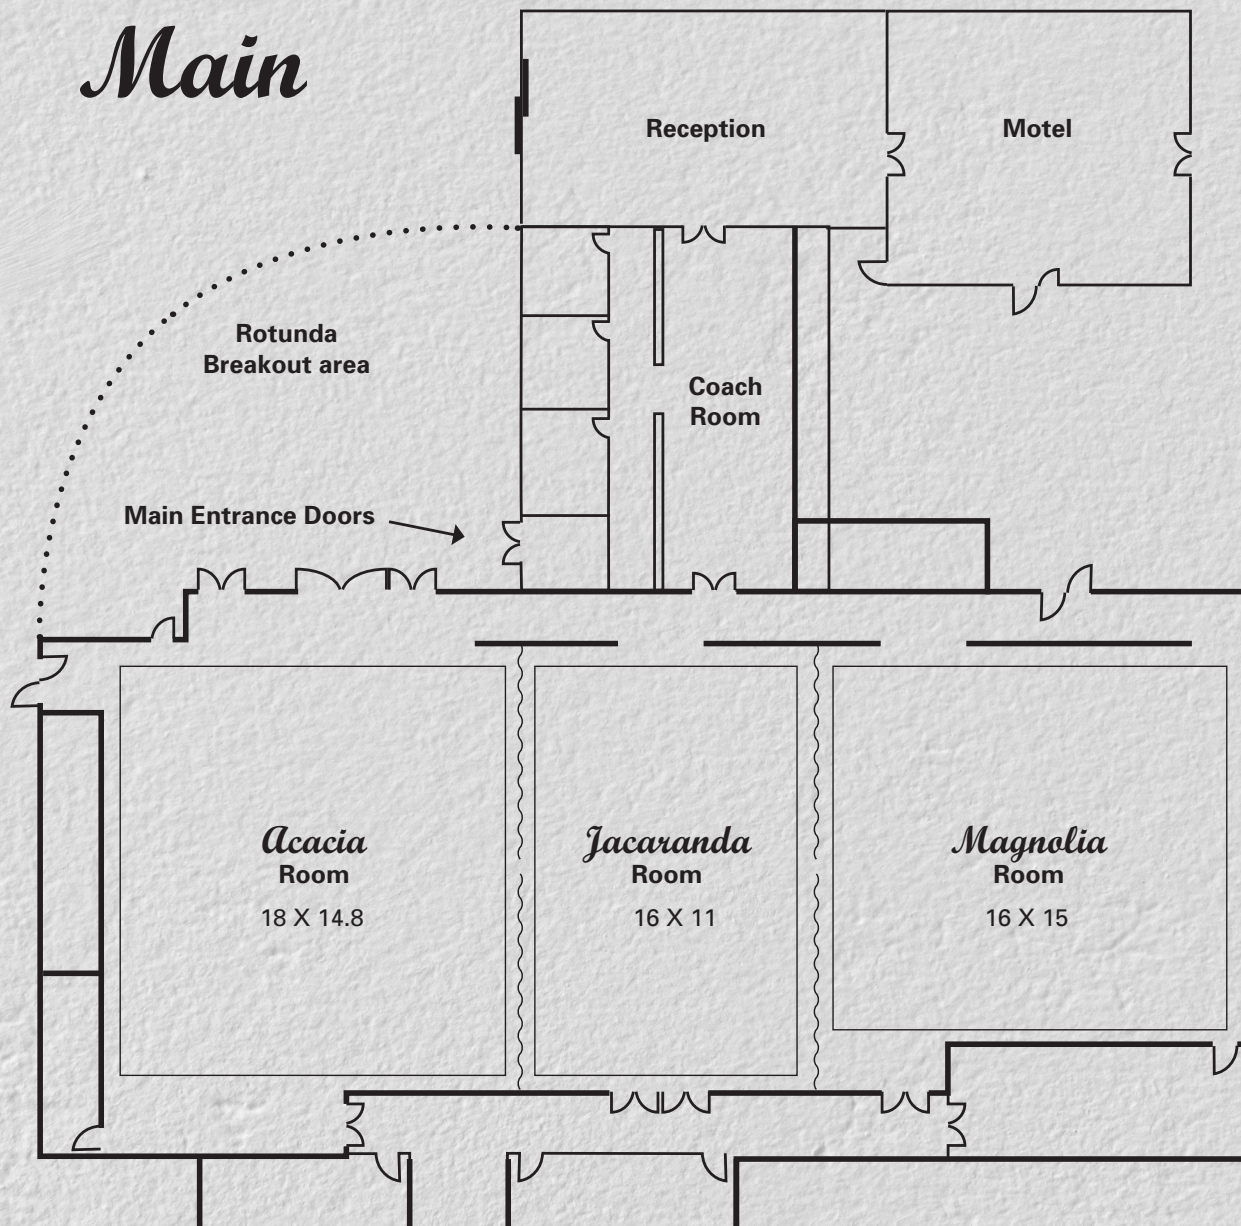 Main
Reception
Motel
Rotunda
Breakout area
Coach
Room
Main Entrance Doors
Acacia
Room
18 X 14.8
Jacaranda
Room
16 X 11
Magnolia
Room
16 X 15